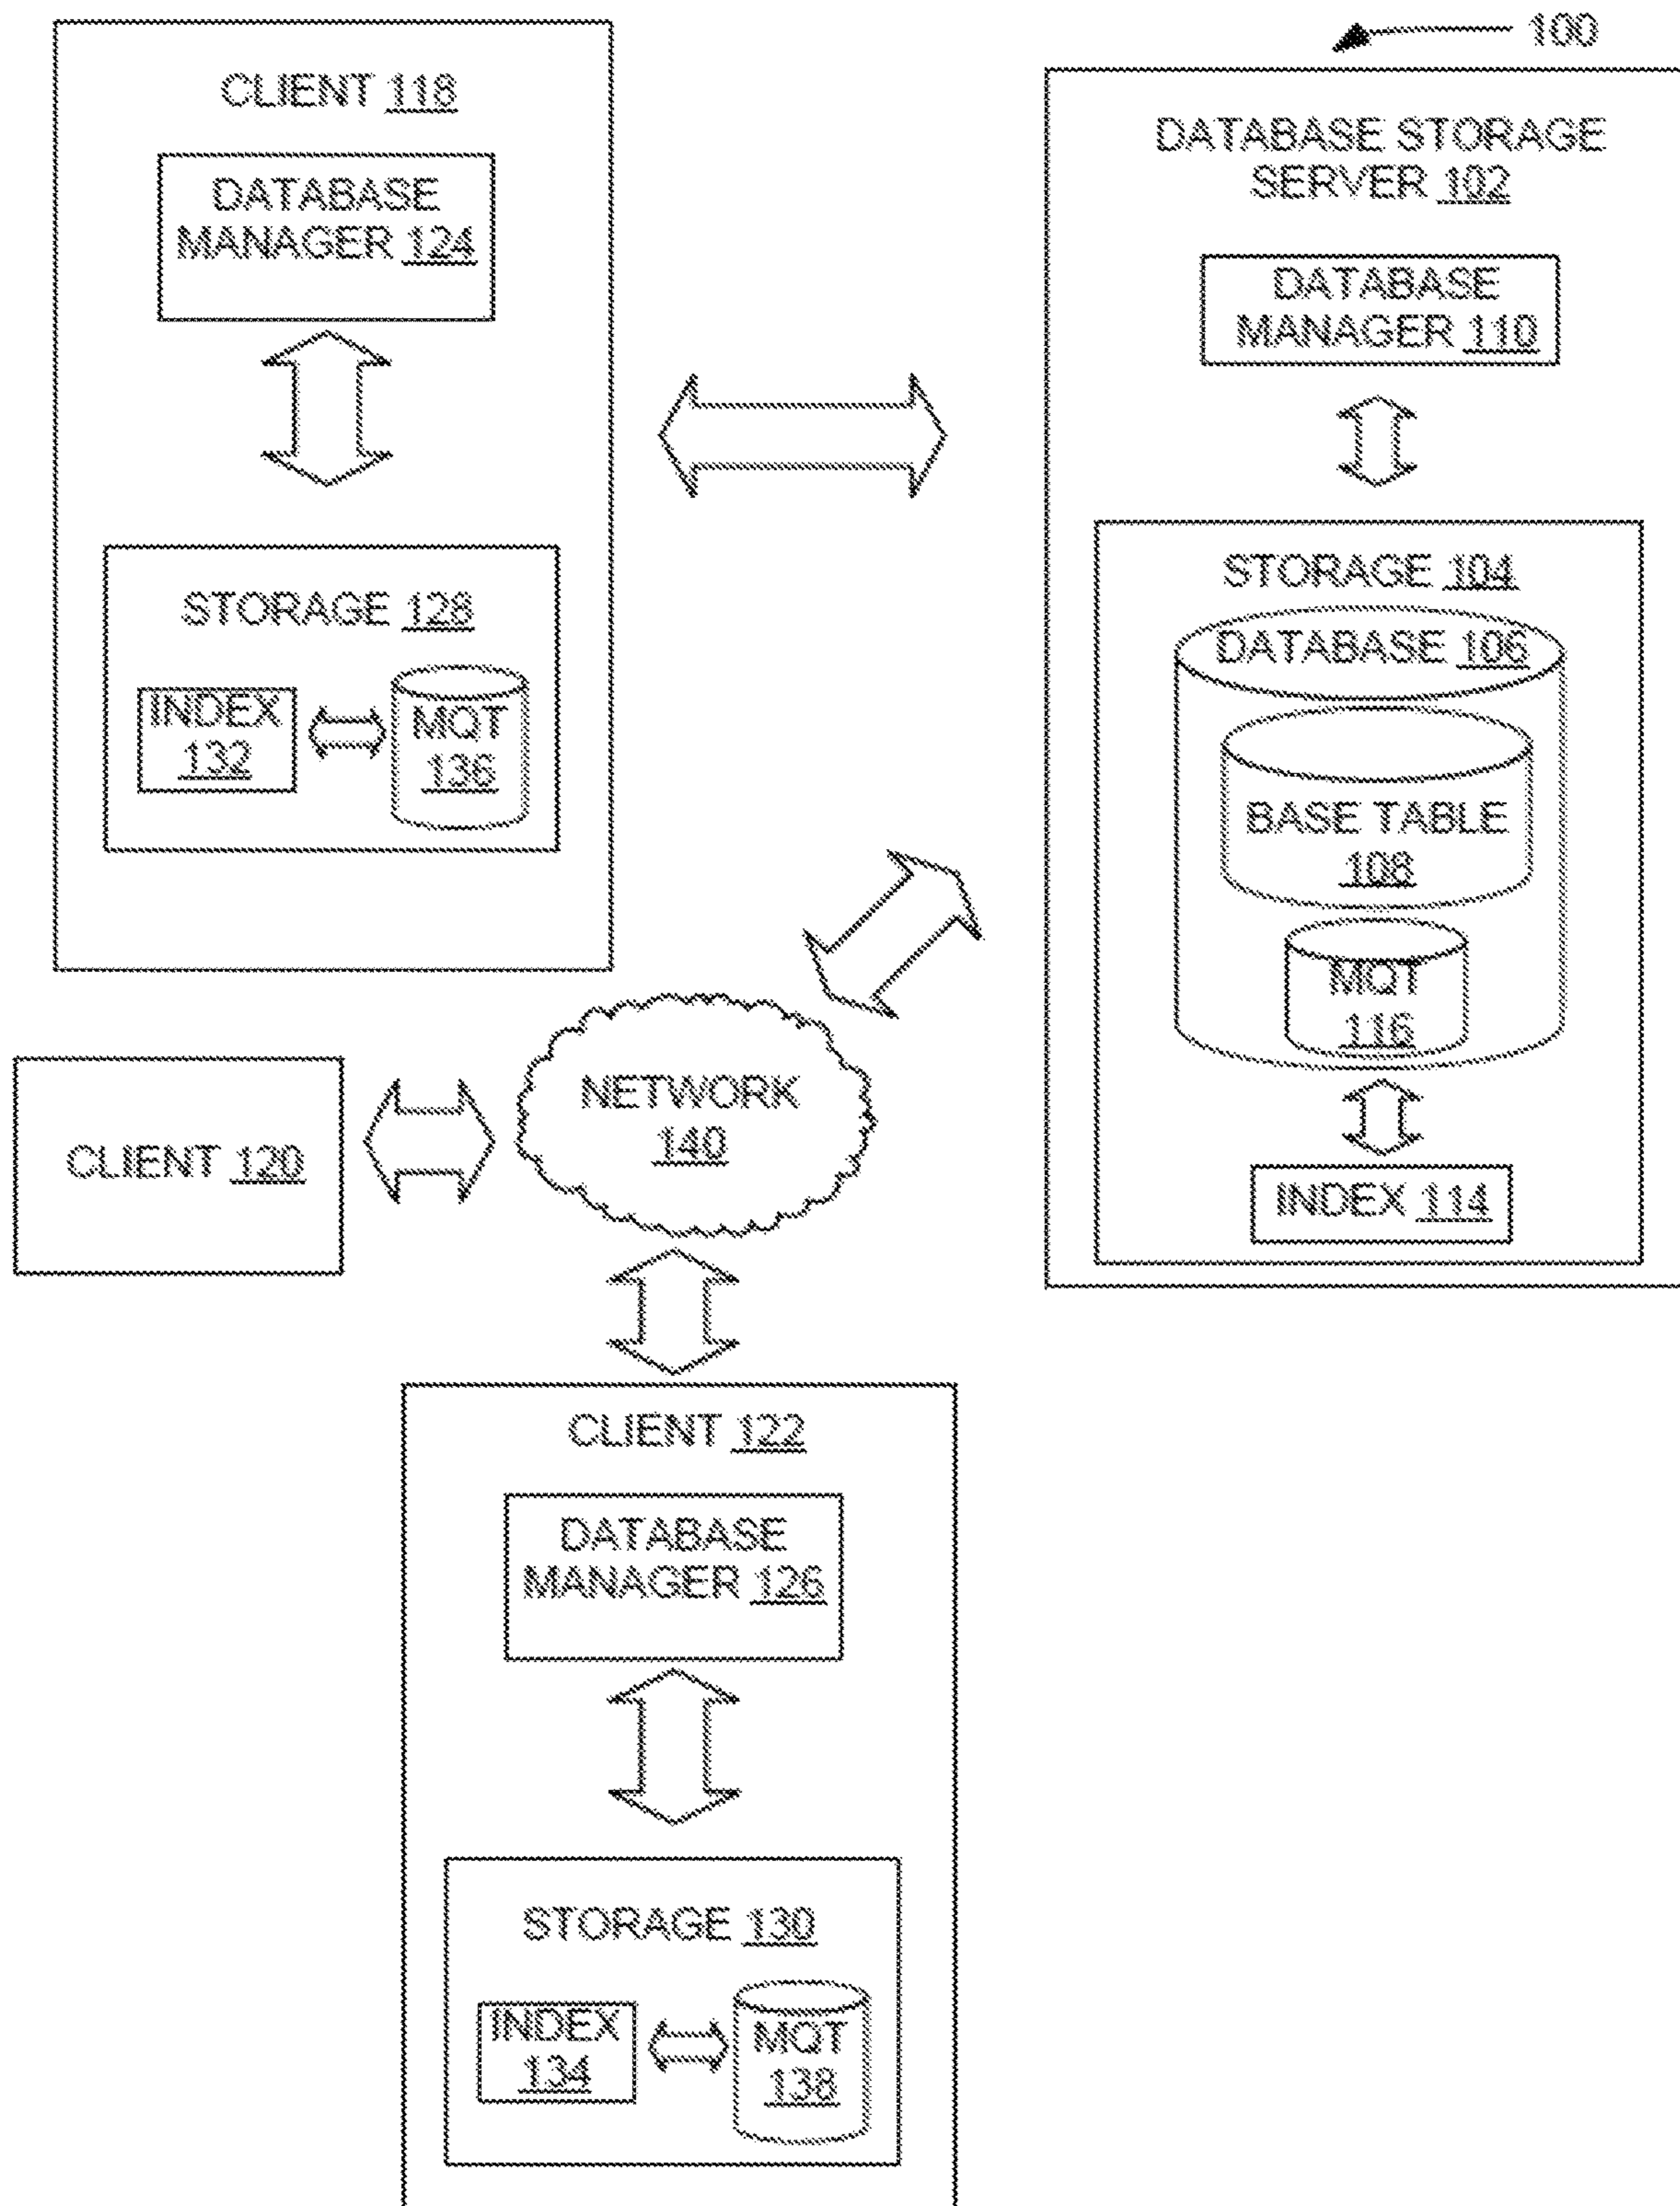 100
CLIENT 118
DATABASE
MANAGER 124
STORAGE 128
INDEX
132
MQT
136
DATABASE STORAGE
SERVER 102
DATABASE
MANAGER 110
STORAGE 104
DATABASE 106
BASE TABLE
108
MQT
116
INDEX 114
CLIENT 120
NETWORK
140
CLIENT 122
DATABASE
MANAGER 126
STORAGE 130
INDEX
134
MQT
138